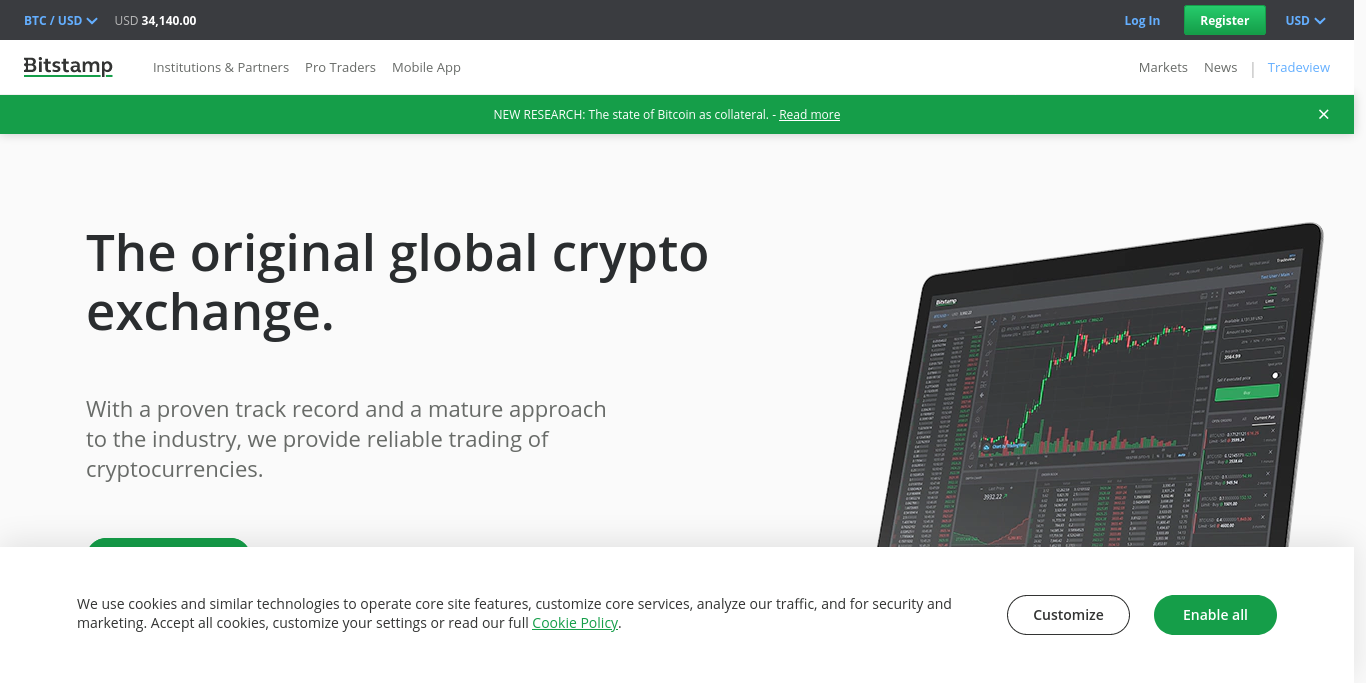 BTC / USD USD 34,140.00 Log In Register USD
Bitstamp Institutions & Partners Pro Traders Mobile App Markets News | Tradeview
NEW RESEARCH: The state of Bitcoin as collateral. - Read more ✕
The original global crypto
exchange.
With a proven track record and a mature approach
to the industry, we provide reliable trading of
cryptocurrencies.
Bitstamp
3932.22
We use cookies and similar technologies to operate core site features, customize core services, analyze our traffic, and for security and
marketing. Accept all cookies, customize your settings or read our full Cookie Policy.
Customize Enable all